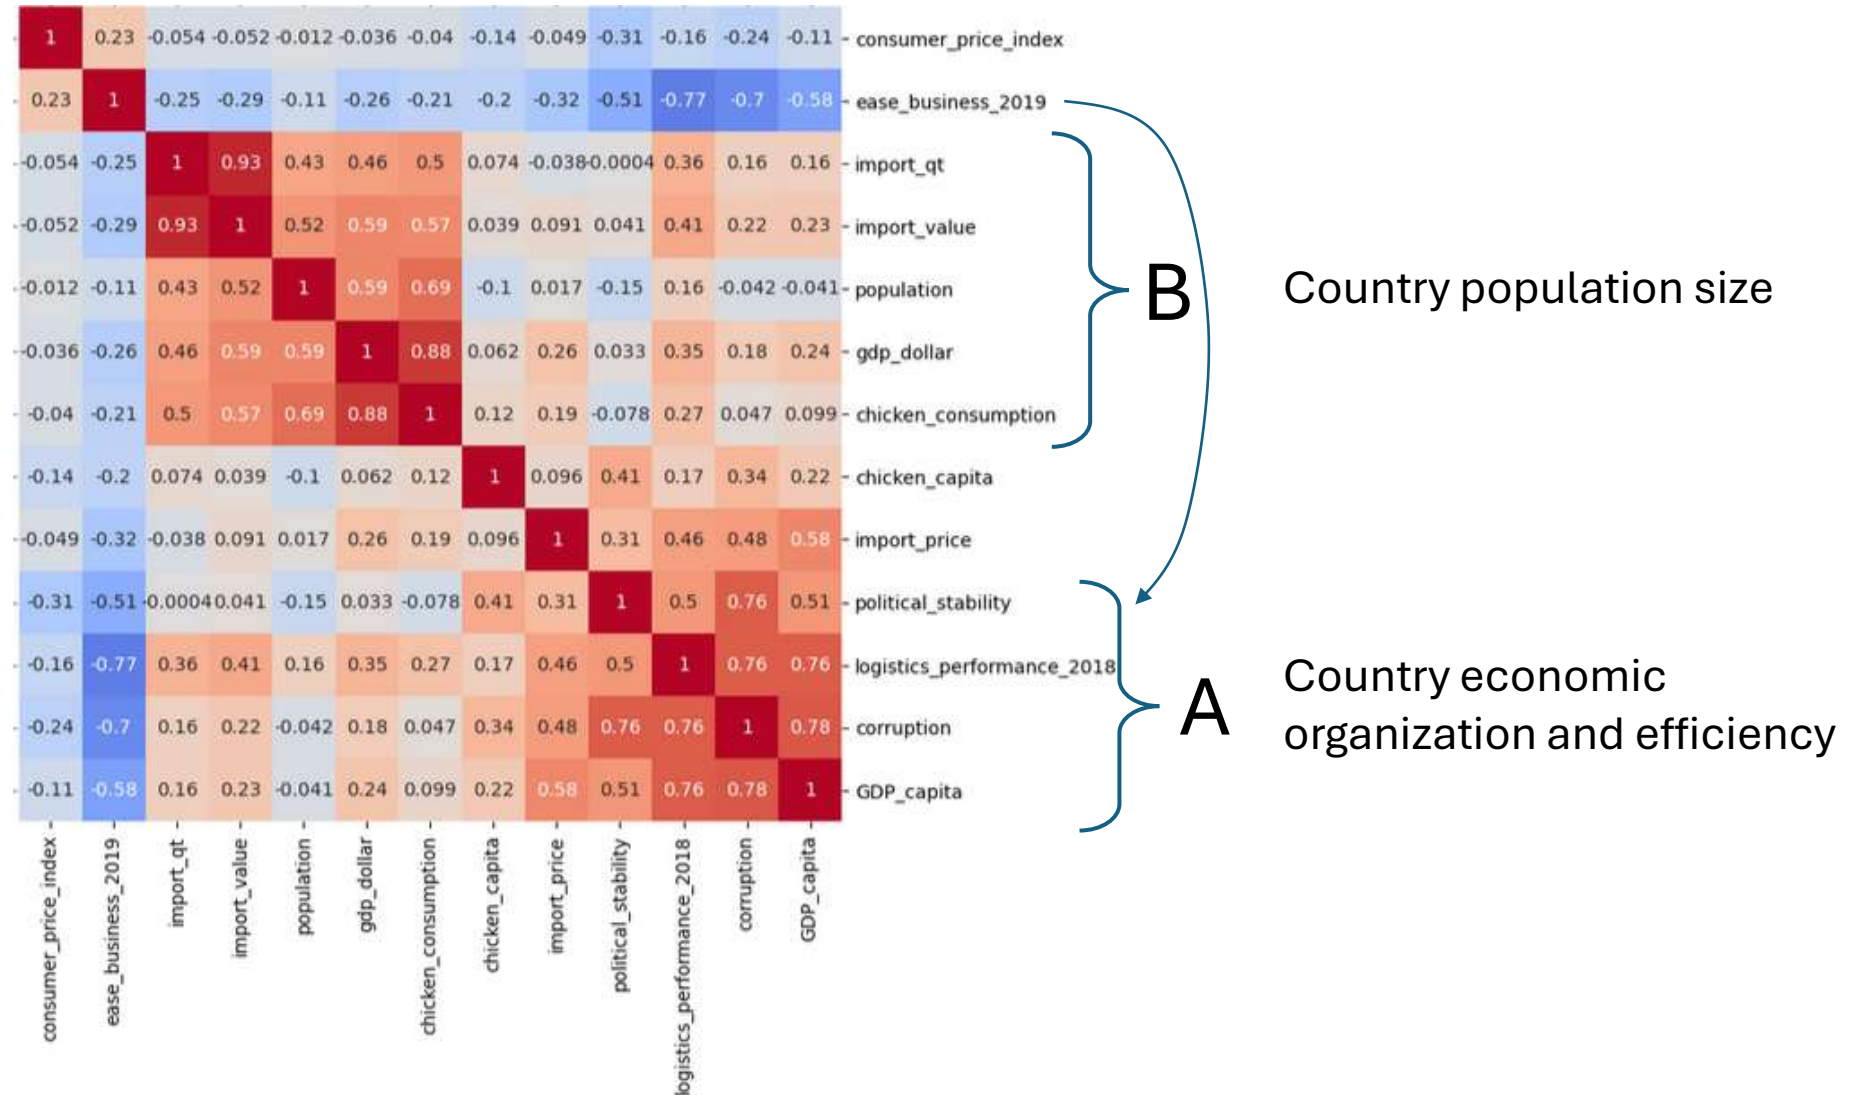 1 0.23 -0.054 -0.052 -0.012 -0.036 -0.04 -0.14 -0.049 -0.31 -0.16 -0.24 -0.11 consumer_price_index
0.23 1 -0.25 -0.29 -0.11 -0.26 -0.21 -0.2 -0.32 -0.51 -0.77 -0.7 -0.58 ease_business_2019
-0.054 -0.25 1 0.93 0.43 0.46 0.5 0.074 -0.038 -0.0004 0.36 0.16 0.16 import_qt
-0.052 -0.29 0.93 1 0.52 0.59 0.57 0.039 0.091 0.041 0.41 0.22 0.23 import_value
-0.012 -0.11 0.43 0.52 1 0.59 0.69 -0.1 0.017 -0.15 0.16 -0.042 -0.041 population
B
Country population size
-0.036 -0.26 0.46 0.59 0.59 1 0.88 0.062 0.26 0.033 0.35 0.18 0.24 gdp_dollar
-0.04 -0.21 0.5 0.57 0.69 0.88 1 0.12 0.19 -0.078 0.27 0.047 0.099 chicken_consumption
-0.14 -0.2 0.074 0.039 -0.1 0.062 0.12 1 0.096 0.41 0.17 0.34 0.22 chicken_capita
-0.049 -0.32 -0.038 0.091 0.017 0.26 0.19 0.096 1 0.31 0.46 0.48 0.58 import_price
-0.31 -0.51 -0.0004 0.041 -0.15 0.033 -0.078 0.41 0.31 1 0.5 0.76 0.51 political_stability
-0.16 -0.77 0.36 0.41 0.16 0.35 0.27 0.17 0.46 0.5 1 0.76 0.76 logistics_performance_2018
-0.24 -0.7 0.16 0.22 -0.042 0.18 0.047 0.34 0.48 0.76 0.76 1 0.78 corruption
-0.11 -0.58 0.16 0.23 -0.041 0.24 0.099 0.22 0.58 0.51 0.76 0.78 1 GDP_capita
A
Country economic
organization and efficiency
consumer_price_index
ease_business_2019
import_qt
import_value
population
gdp_dollar
chicken_consumption
chicken_capita
import_price
political_stability
logistics_performance_2018
corruption
GDP_capita